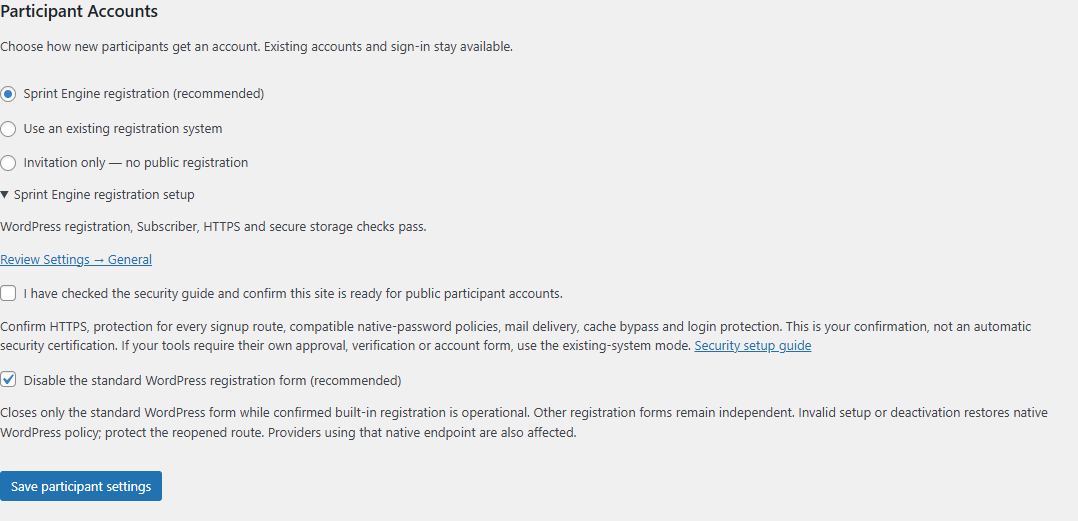 Participant Accounts
Choose how new participants get an account. Existing accounts and sign-in stay available.
Sprint Engine registration (recommended)
Use an existing registration system
Invitation only — no public registration
▼ Sprint Engine registration setup
WordPress registration, Subscriber, HTTPS and secure storage checks pass.
Review Settings → General
I have checked the security guide and confirm this site is ready for public participant accounts.
Confirm HTTPS, protection for every signup route, compatible native-password policies, mail delivery, cache bypass and login protection. This is your confirmation, not an automatic
security certification. If your tools require their own approval, verification or account form, use the existing-system mode. Security setup guide
Disable the standard WordPress registration form (recommended)
Closes only the standard WordPress form while confirmed built-in registration is operational. Other registration forms remain independent. Invalid setup or deactivation restores native
WordPress policy; protect the reopened route. Providers using that native endpoint are also affected.
Save participant settings